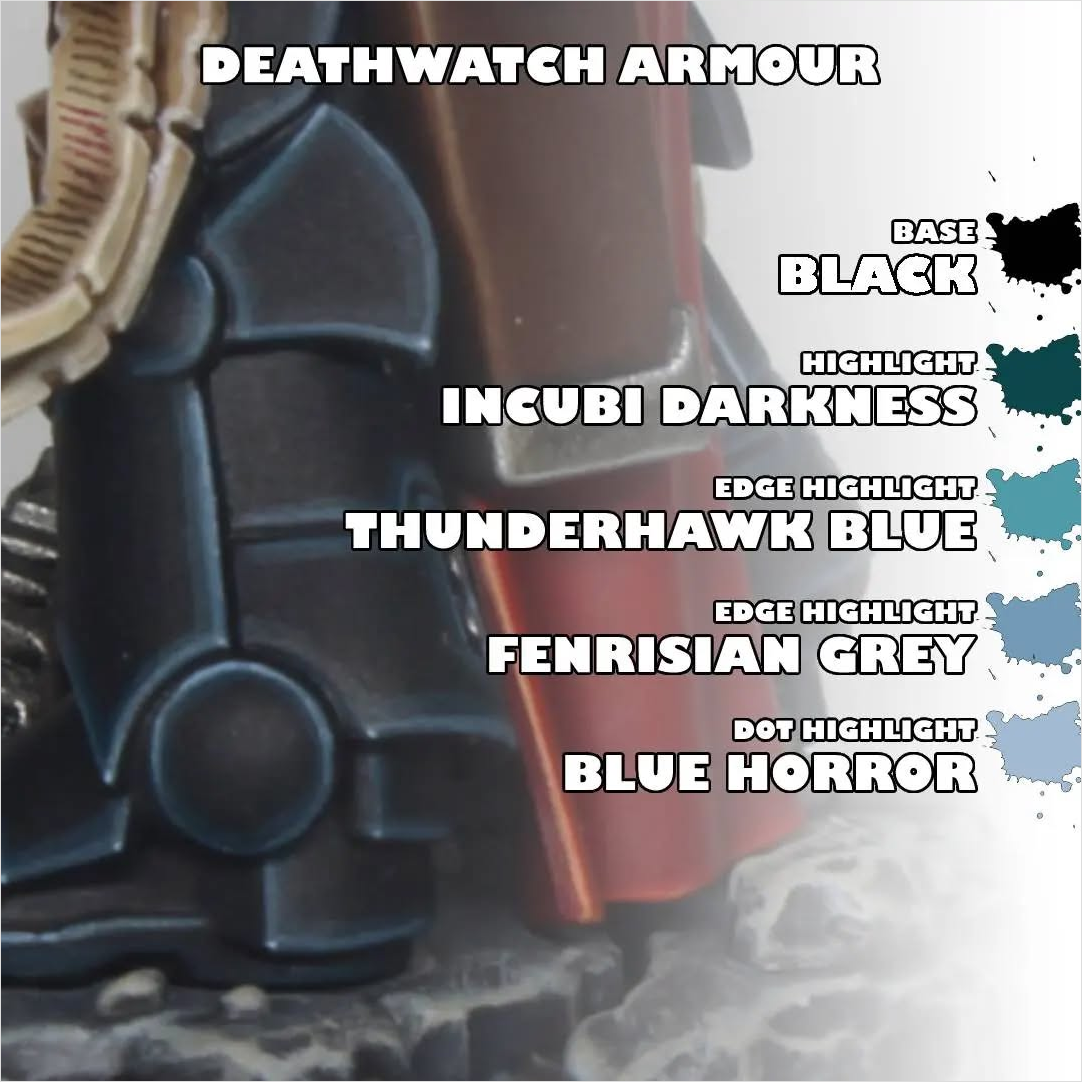 DEATHWATCH ARMOUR
BASE
BLACK
HIGHLIGHT
INCUBI DARKNESS
EDGE HIGHLIGHT
THUNDERHAWK BLUE
EDGE HIGHLIGHT
FENRISIAN GREY
DOT HIGHLIGHT
BLUE HORROR